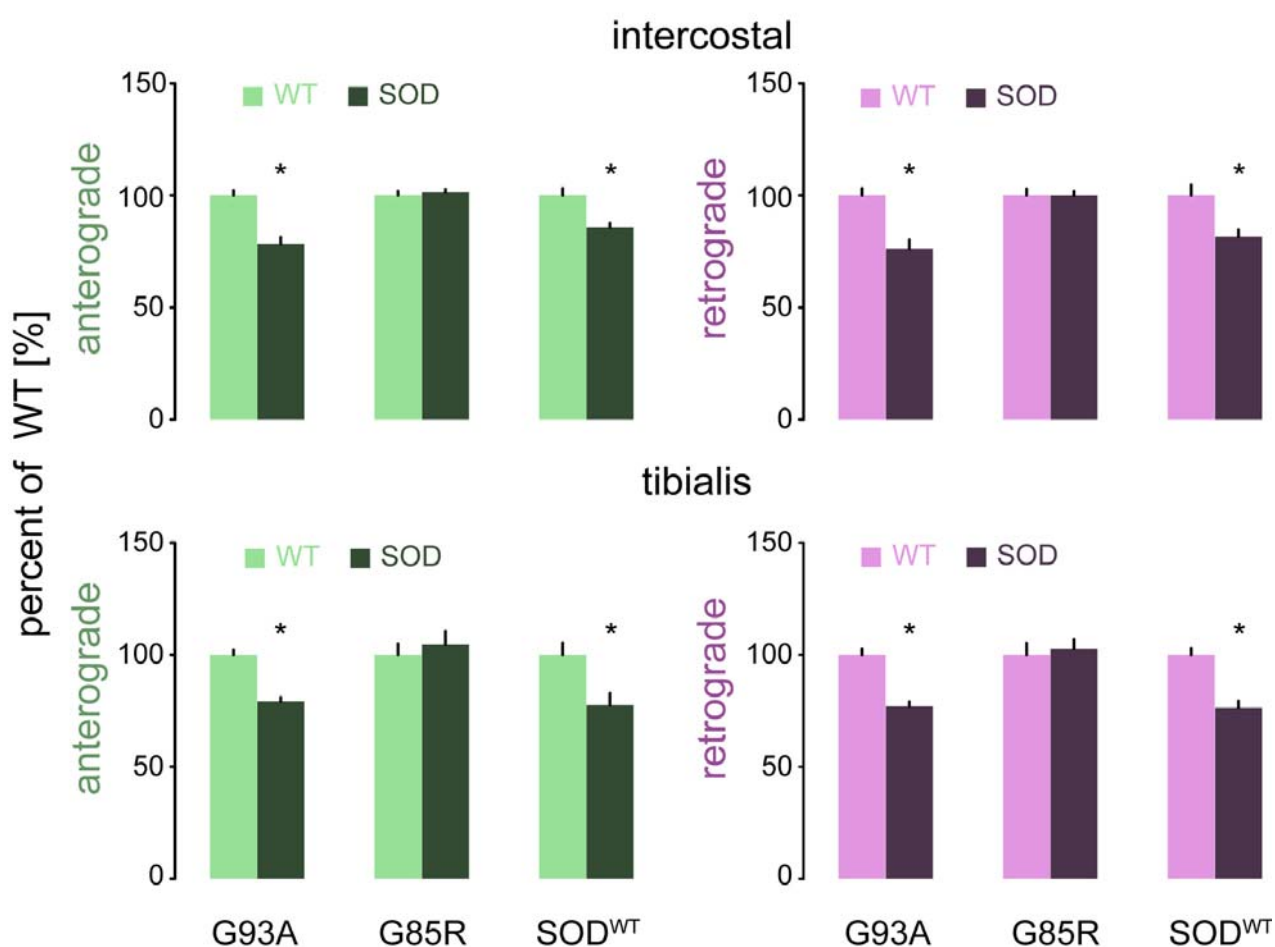 intercostal
percent of WT [%]
anterograde
150
100
50
0
WT SOD
* *
retrograde
150
100
50
0
WT SOD
* *
tibialis
anterograde
150
100
50
0
WT SOD
* *
retrograde
150
100
50
0
WT SOD
* *
G93A G85R SODWT
G93A G85R SODWT